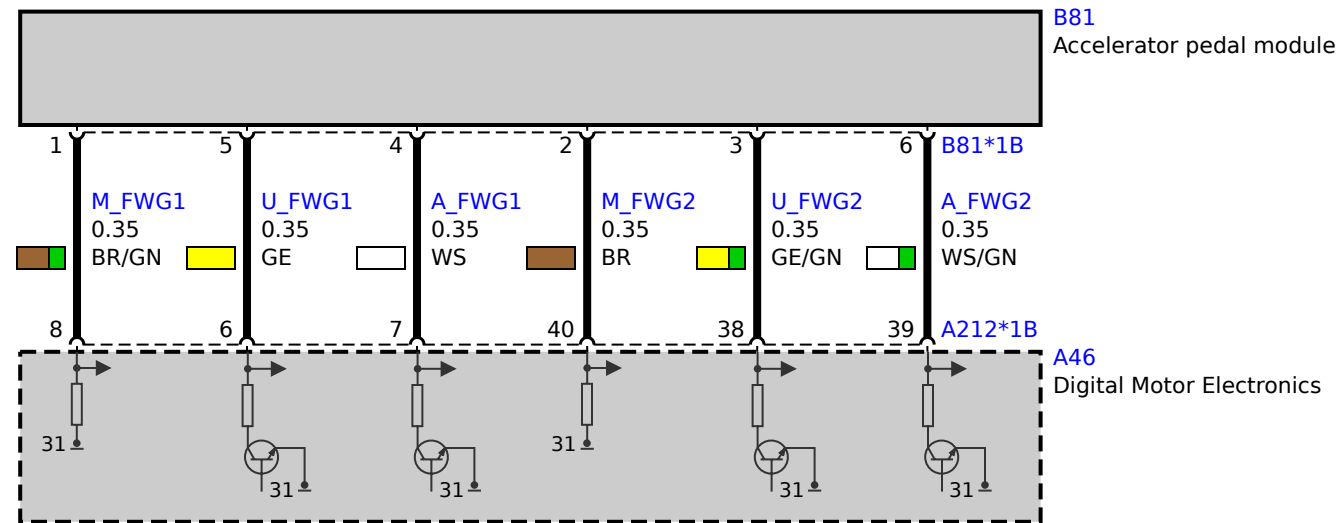 B81
Accelerator pedal module
1 5 4 2 3 6 B81*1B
M_FWG1 U_FWG1 A_FWG1 M_FWG2 U_FWG2 A_FWG2
0.35 0.35 0.35 0.35 0.35 0.35
BR/GN GE WS BR GE/GN WS/GN
8 6 7 40 38 39 A212*1B
A46
Digital Motor Electronics
31 31
31 31 31 31